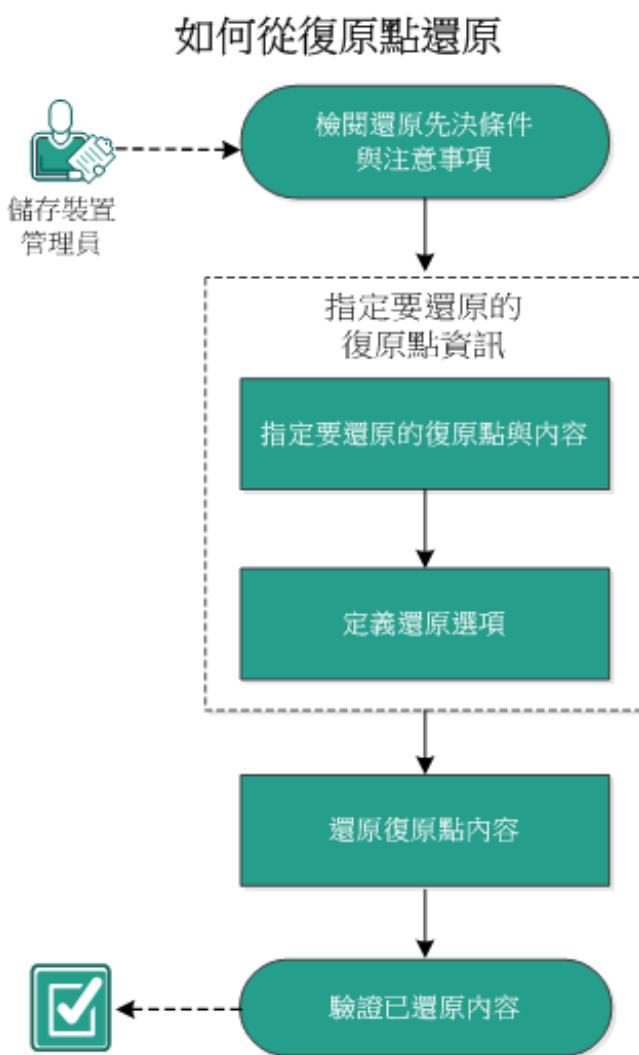 如何從復原點還原
檢閱還原先決條件
與注意事項
儲存裝置
管理員
指定要還原的
復原點資訊
指定要還原的復原點與內容
定義還原選項
還原復原點內容
驗證已還原內容